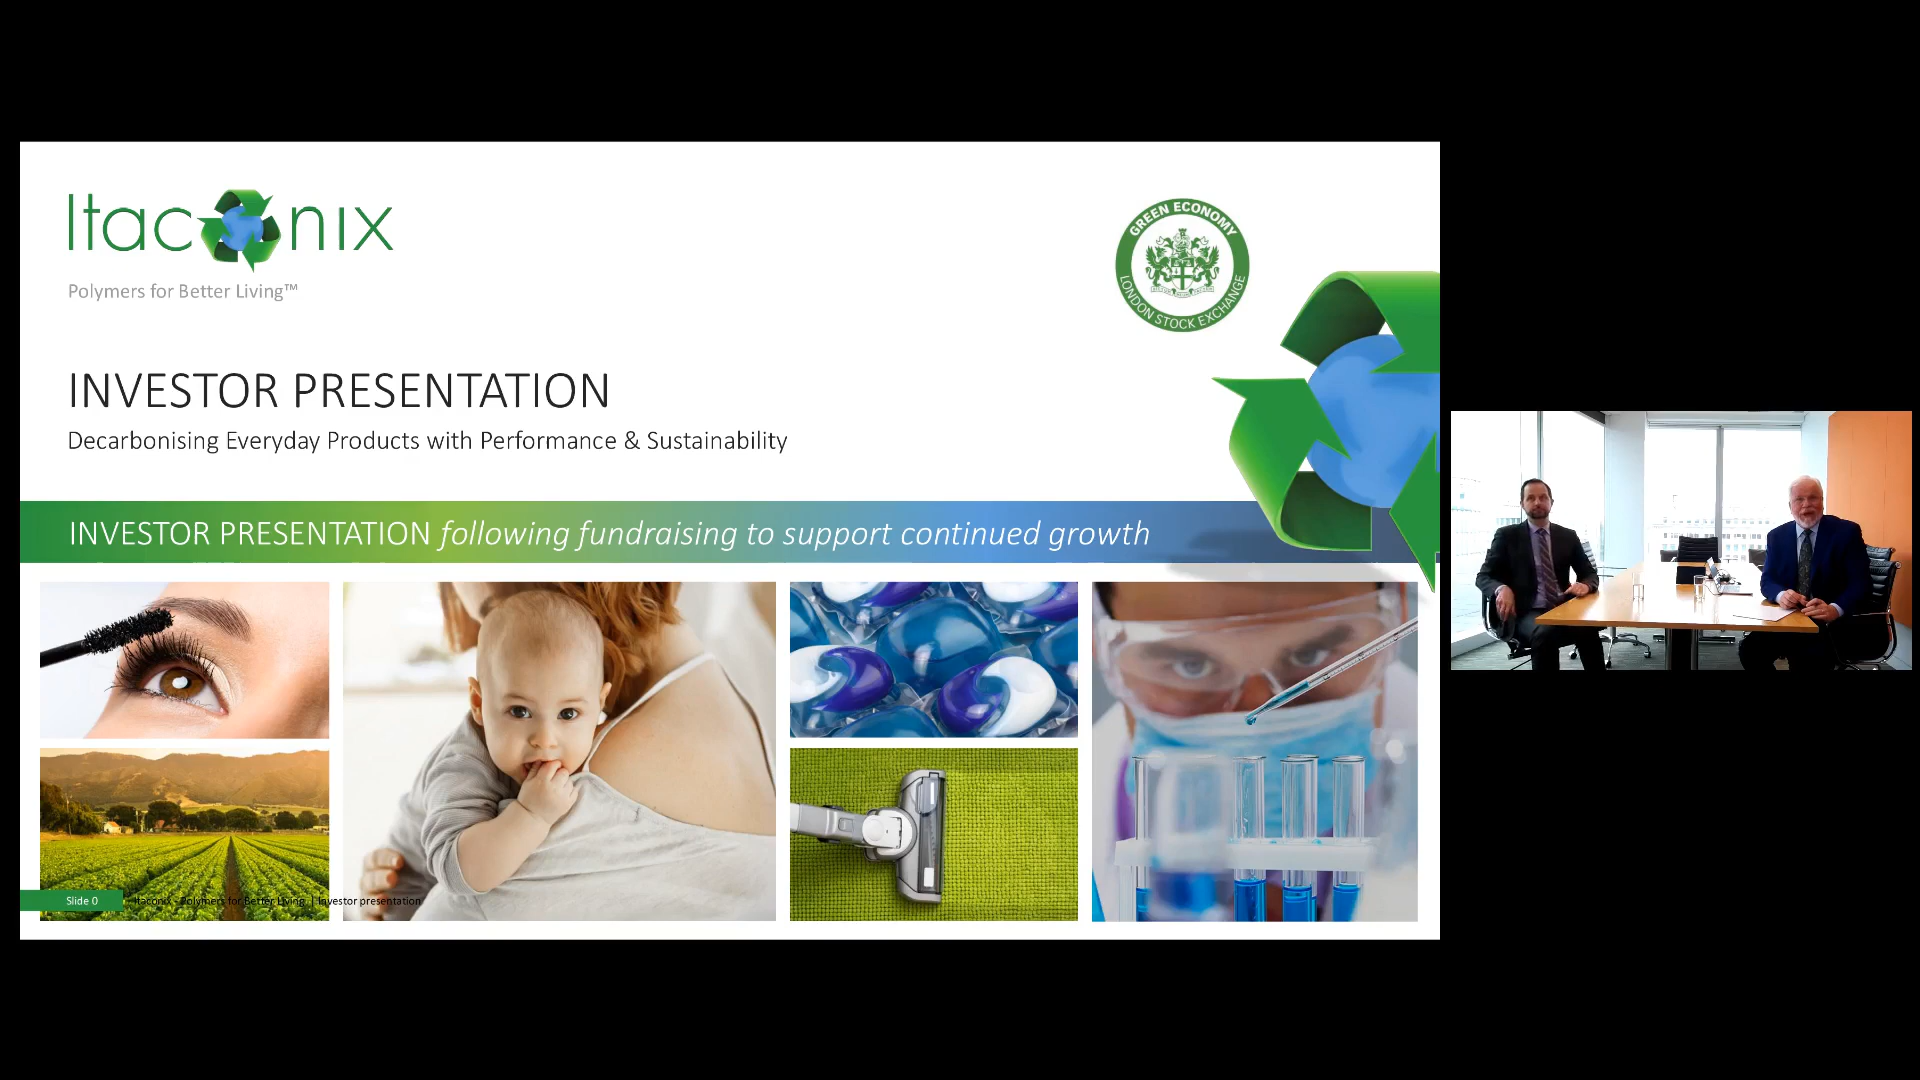 Itaconix
Polymers for Better Living™
GREEN ECONOMY
LONDON STOCK EXCHANGE
INVESTOR PRESENTATION
Decarbonising Everyday Products with Performance & Sustainability
INVESTOR PRESENTATION following fundraising to support continued growth
Slide 0
Itaconix - Polymers for Better Living | Investor presentation